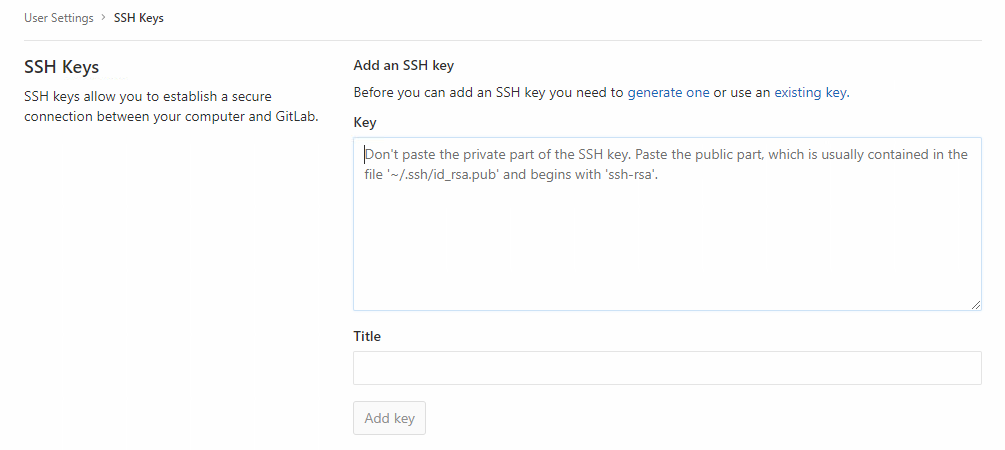 User Settings > SSH Keys
SSH Keys
SSH keys allow you to establish a secure
connection between your computer and GitLab.
Add an SSH key
Before you can add an SSH key you need to generate one or use an existing key.
Key
Don't paste the private part of the SSH key. Paste the public part, which is usually contained in the
file '~/.ssh/id_rsa.pub' and begins with 'ssh-rsa'.
Title
Add key